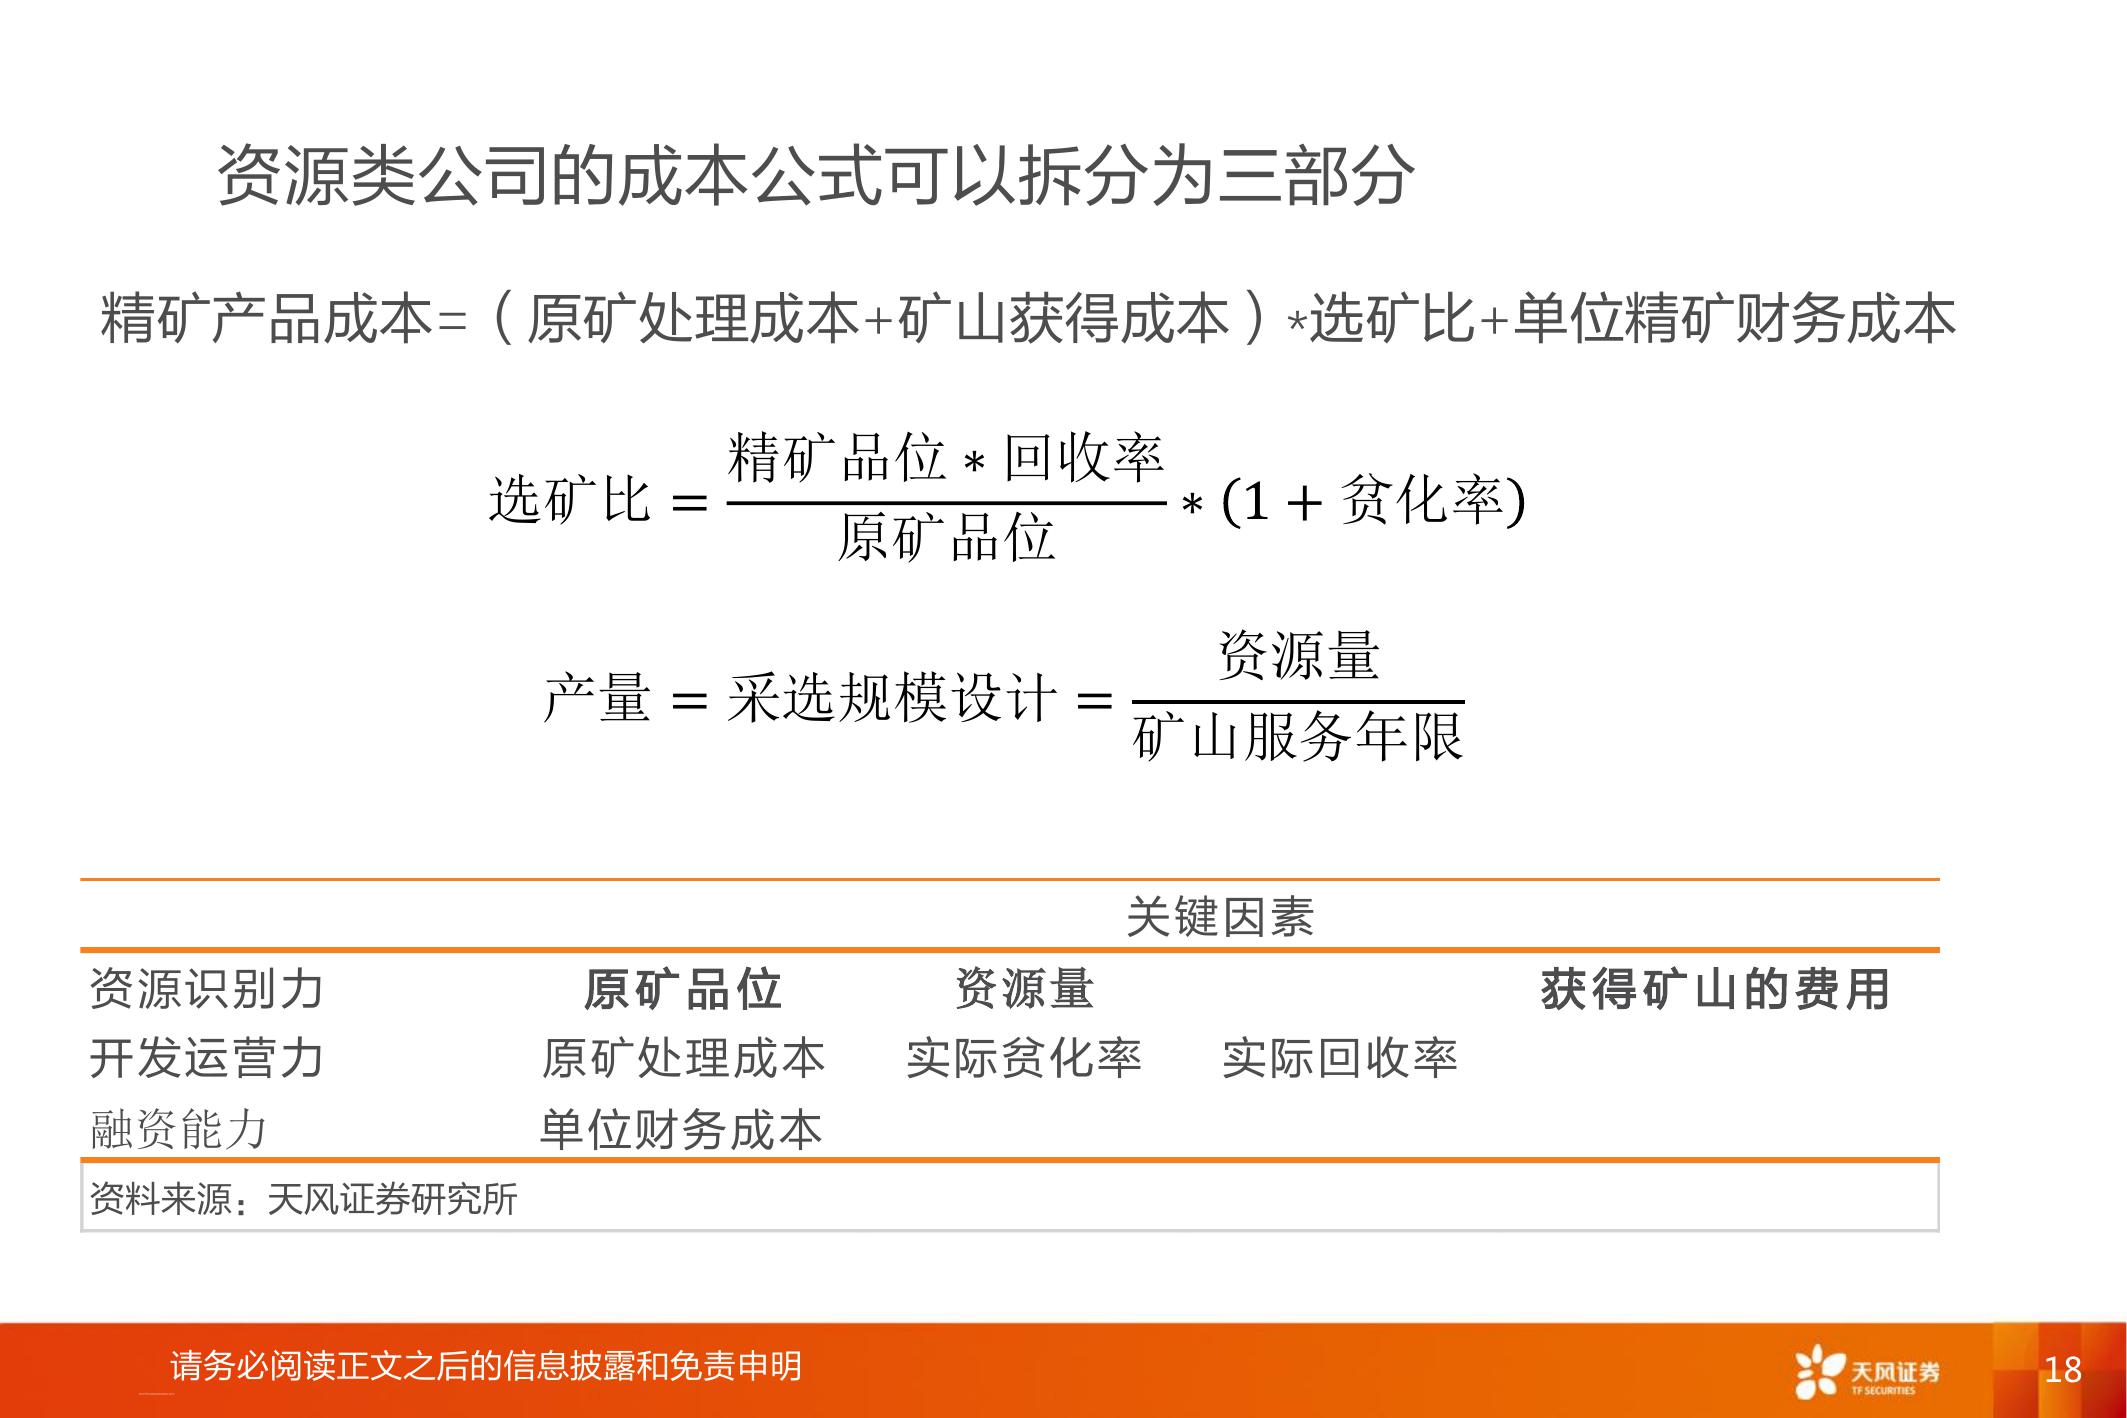 资源类公司的成本公式可以拆分为三部分
精矿产品成本=（原矿处理成本+矿山获得成本）*选矿比+单位精矿财务成本
选矿比 = 精矿品位 * 回收率 / 原矿品位 * (1 + 贫化率)
产量 = 采选规模设计 = 资源量 / 矿山服务年限
关键因素
资源识别力 原矿品位 资源量 获得矿山的费用
开发运营力 原矿处理成本 实际贫化率 实际回收率
融资能力 单位财务成本
资料来源：天风证券研究所
请务必阅读正文之后的信息披露和免责申明
天风证券
TF SECURITIES
18